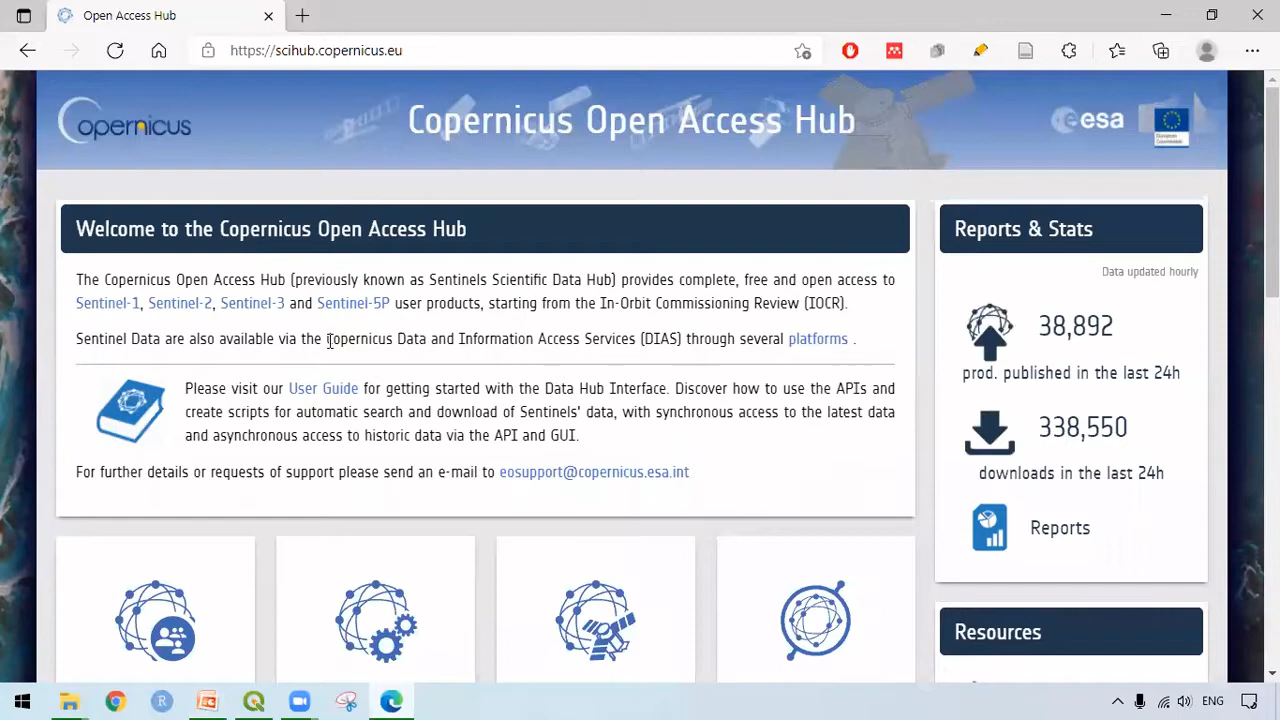 Open Access Hub
https://scihub.copernicus.eu
opernicus
Copernicus Open Access Hub
esa
Welcome to the Copernicus Open Access Hub
The Copernicus Open Access Hub (previously known as Sentinels Scientific Data Hub) provides complete, free and open access to
Sentinel-1, Sentinel-2, Sentinel-3 and Sentinel-5P user products, starting from the In-Orbit Commissioning Review (IOCR).
Sentinel Data are also available via the Copernicus Data and Information Access Services (DIAS) through several platforms .
Please visit our User Guide for getting started with the Data Hub Interface. Discover how to use the APIs and
create scripts for automatic search and download of Sentinels' data, with synchronous access to the latest data
and asynchronous access to historic data via the API and GUI.
For further details or requests of support please send an e-mail to eosupport@copernicus.esa.int
Reports & Stats
Data updated hourly
38,892
prod. published in the last 24h
338,550
downloads in the last 24h
Reports
Resources
ENG